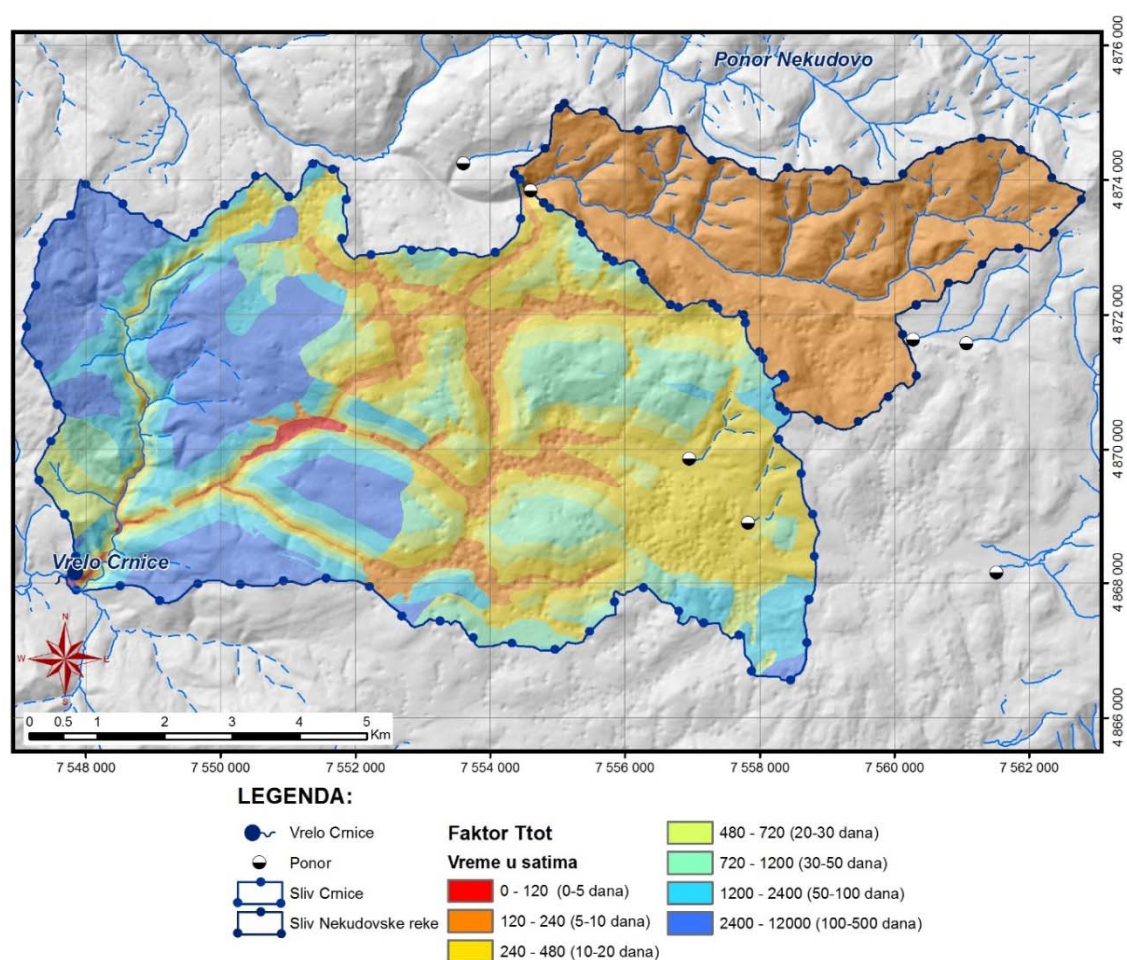 Ponor Nekudovo
Vrelo Crnice
N
W
E
S
0 0.5 1 2 3 4 5
Km
4 876 000
4 874 000
4 872 000
4 870 000
4 868 000
4 866 000
7 548 000 7 550 000 7 552 000 7 554 000 7 556 000 7 558 000 7 560 000 7 562 000
LEGENDA:
Vrelo Crnice
Ponor
Sliv Crnice
Sliv Nekudovske reke
Faktor Ttot
Vreme u satima
0 - 120 (0-5 dana)
120 - 240 (5-10 dana)
240 - 480 (10-20 dana)
480 - 720 (20-30 dana)
720 - 1200 (30-50 dana)
1200 - 2400 (50-100 dana)
2400 - 12000 (100-500 dana)